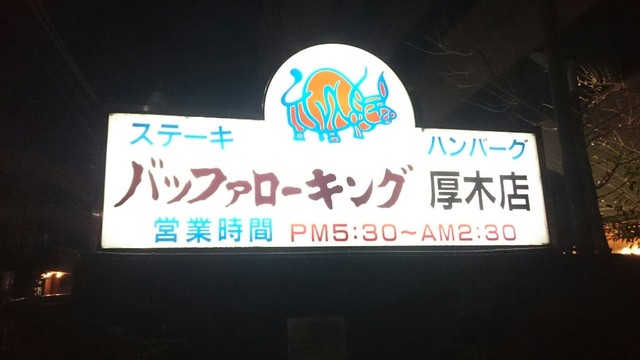 ステーキ
ハンバーグ
バッファローキング 厚木店
営業時間 PM5:30～AM2:30